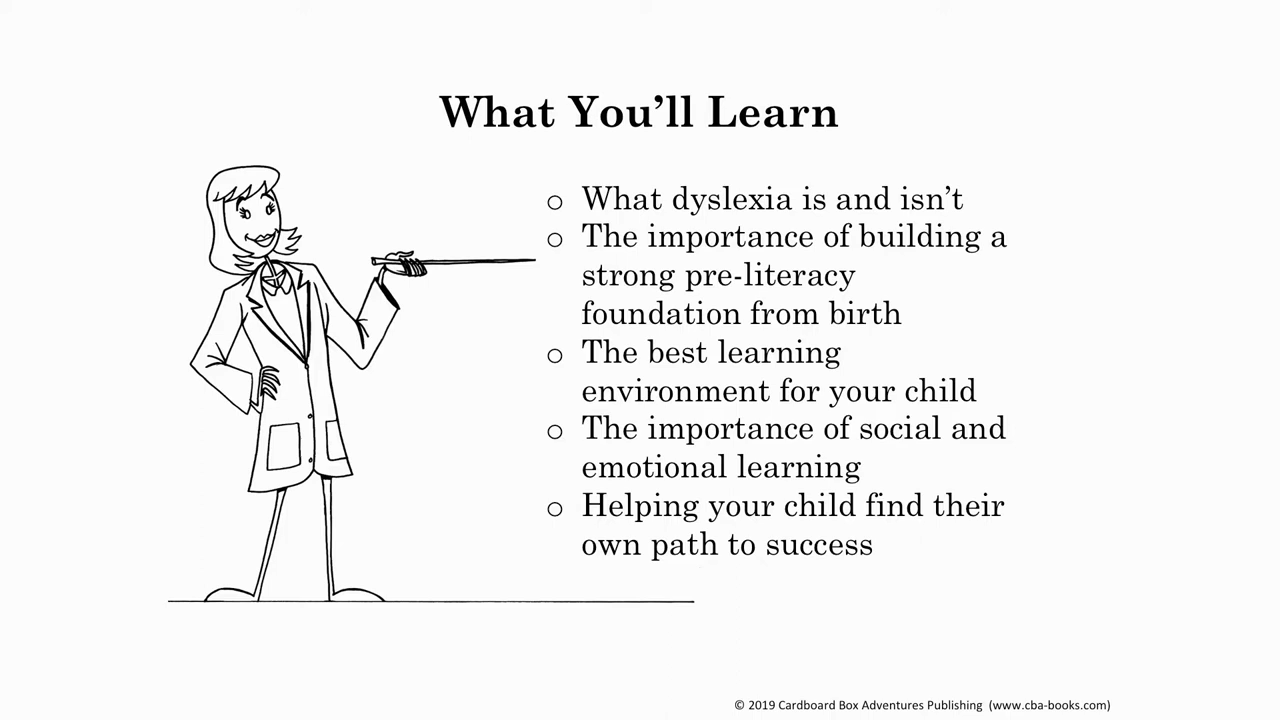 What You’ll Learn
o What dyslexia is and isn’t
o The importance of building a
strong pre-literacy
foundation from birth
o The best learning
environment for your child
o The importance of social and
emotional learning
o Helping your child find their
own path to success
© 2019 Cardboard Box Adventures Publishing (www.cba-books.com)